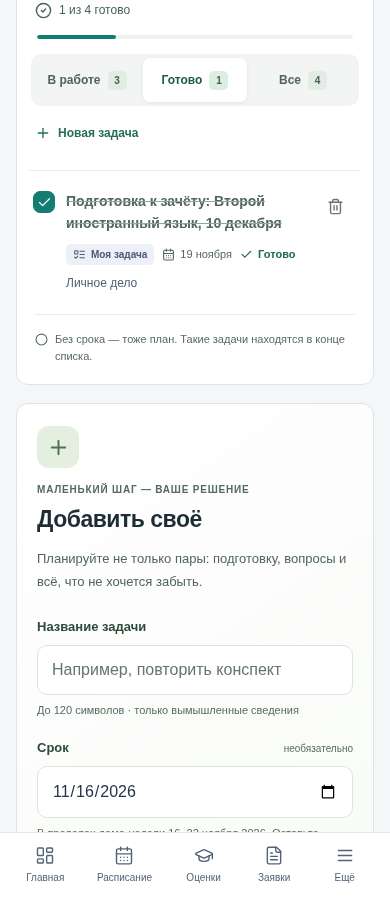 1 из 4 готово
В работе 3 Готово 1 Все 4
Новая задача
Подготовка к зачёту: Второй
иностранный язык, 10 декабря
Моя задача 19 ноября Готово
Личное дело
Без срока — тоже план. Такие задачи находятся в конце
списка.
МАЛЕНЬКИЙ ШАГ — ВАШЕ РЕШЕНИЕ
Добавить своё
Планируйте не только пары: подготовку, вопросы и
всё, что не хочется забыть.
Название задачи
Например, повторить конспект
До 120 символов · только вымышленные сведения
Срок необязательно
11/16/2026
Главная Расписание Оценки Заявки Ещё